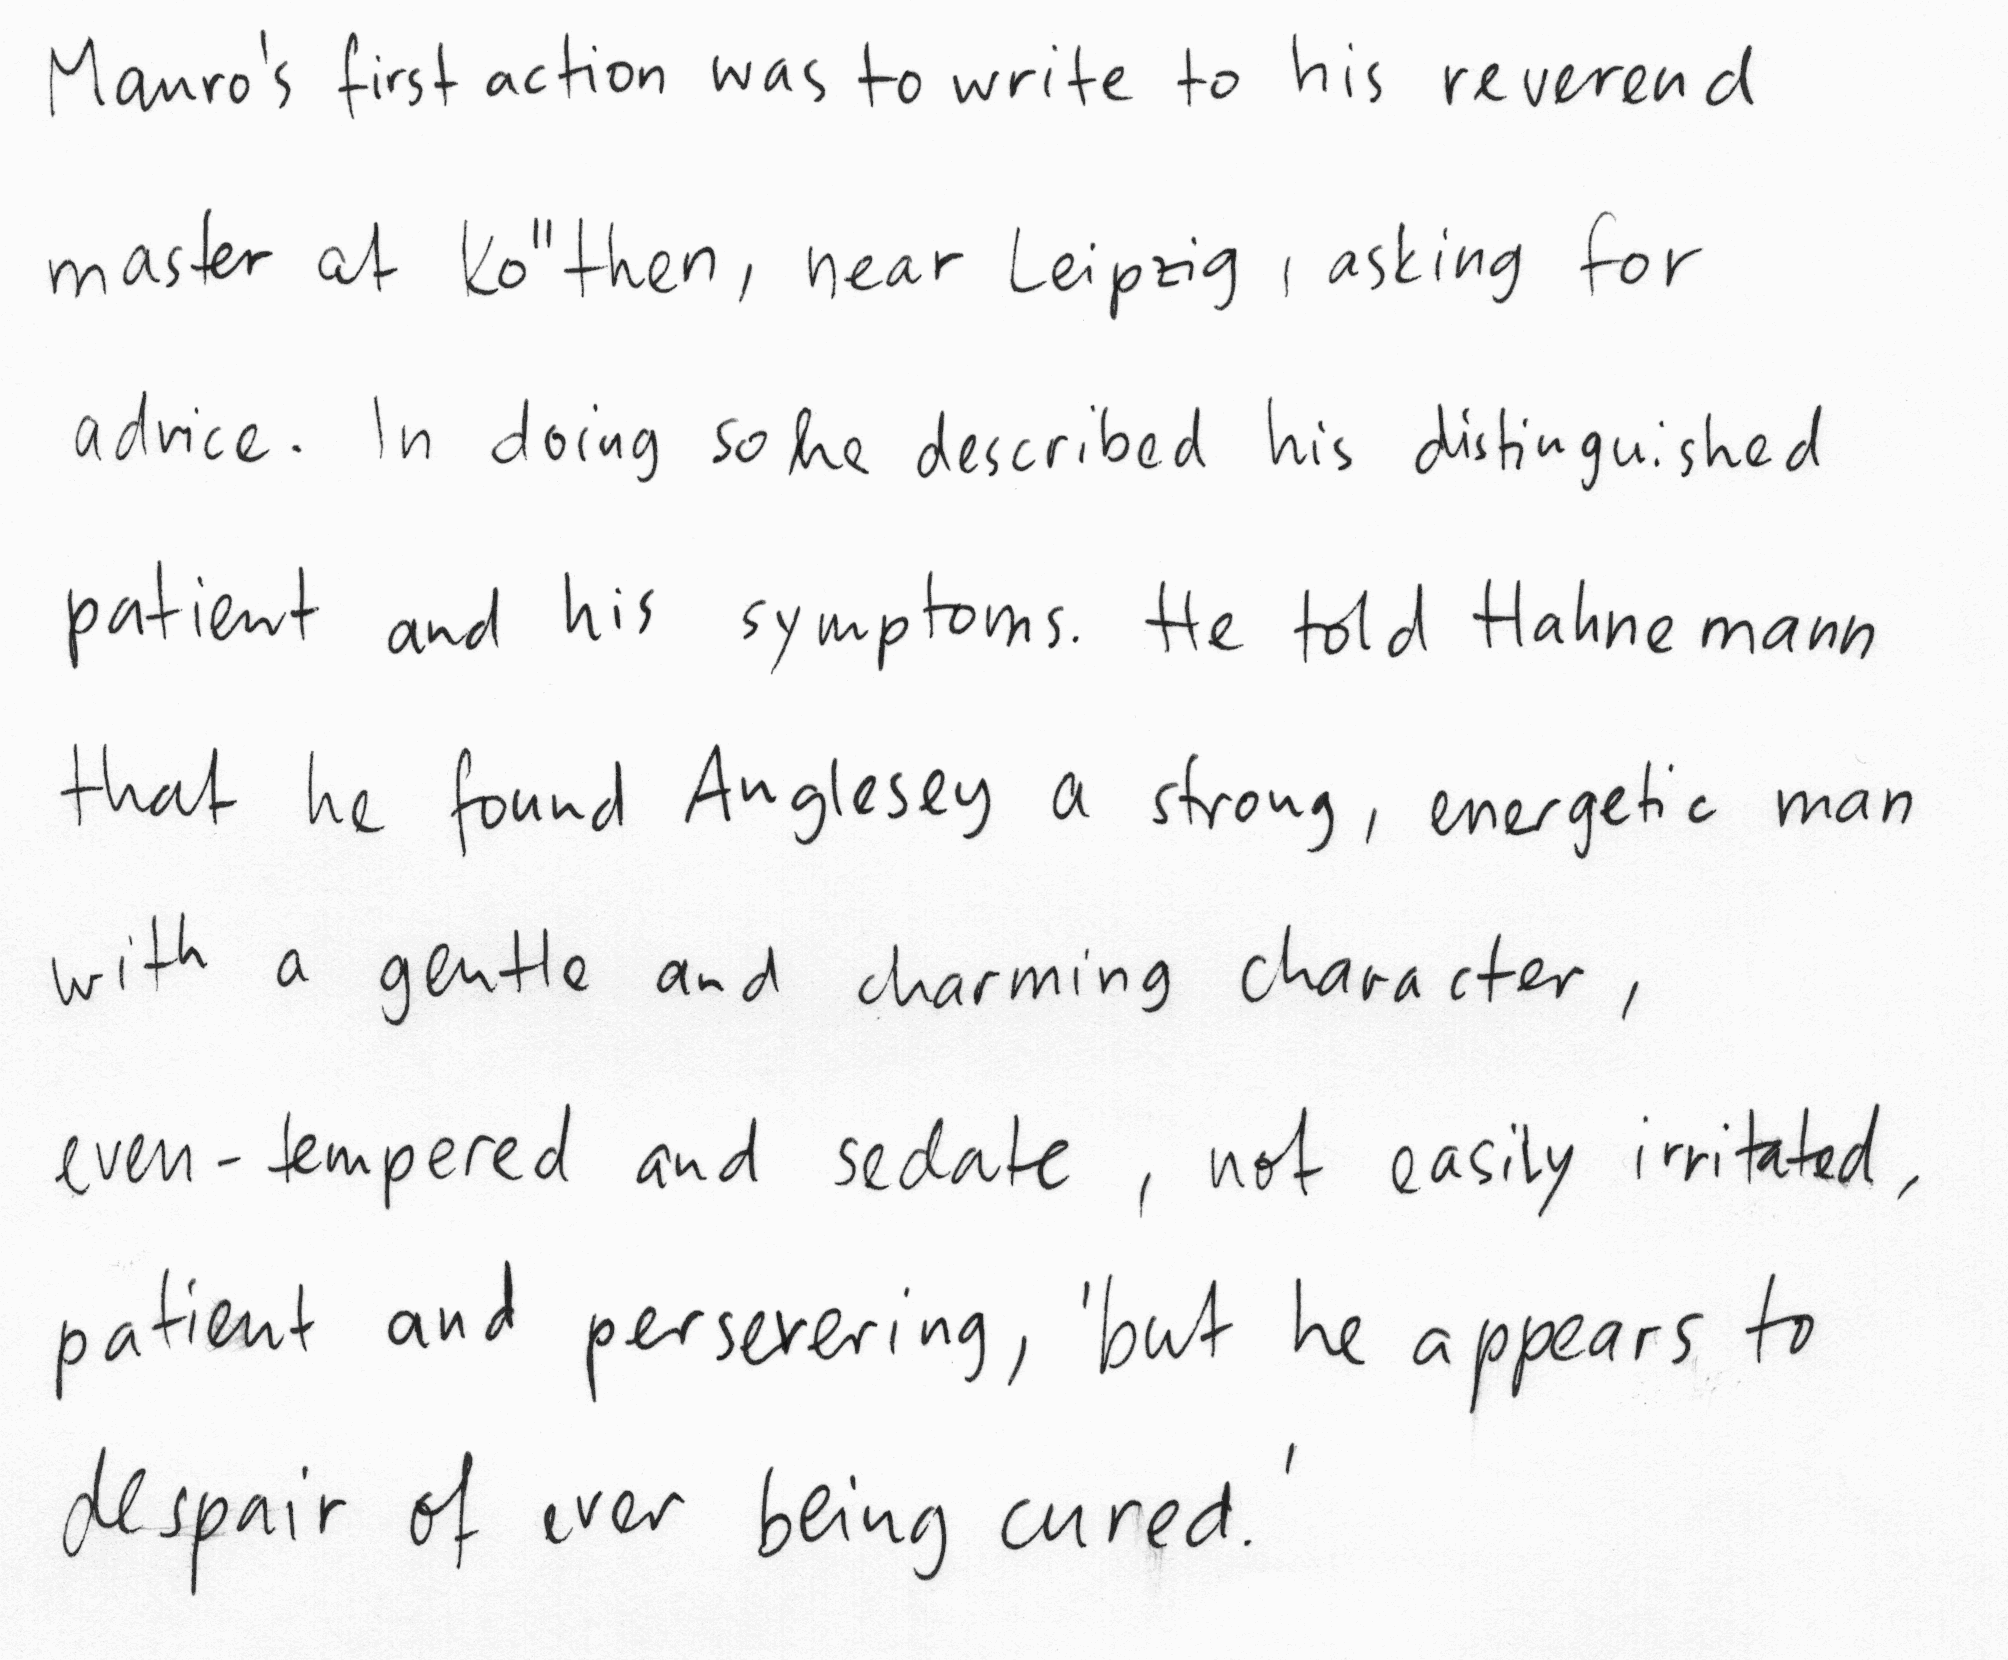 Mauro's first action was to write to his reverend
master at Ko"then, near Leipzig, asking for
advice. In doing so he described his distinguished
patient and his symptoms. He told Hahnemann
that he found Anglesey a strong, energetic man
with a gentle and charming character,
even-tempered and sedate, not easily irritated,
patient and persevering, 'but he appears to
despair of ever being cured.'